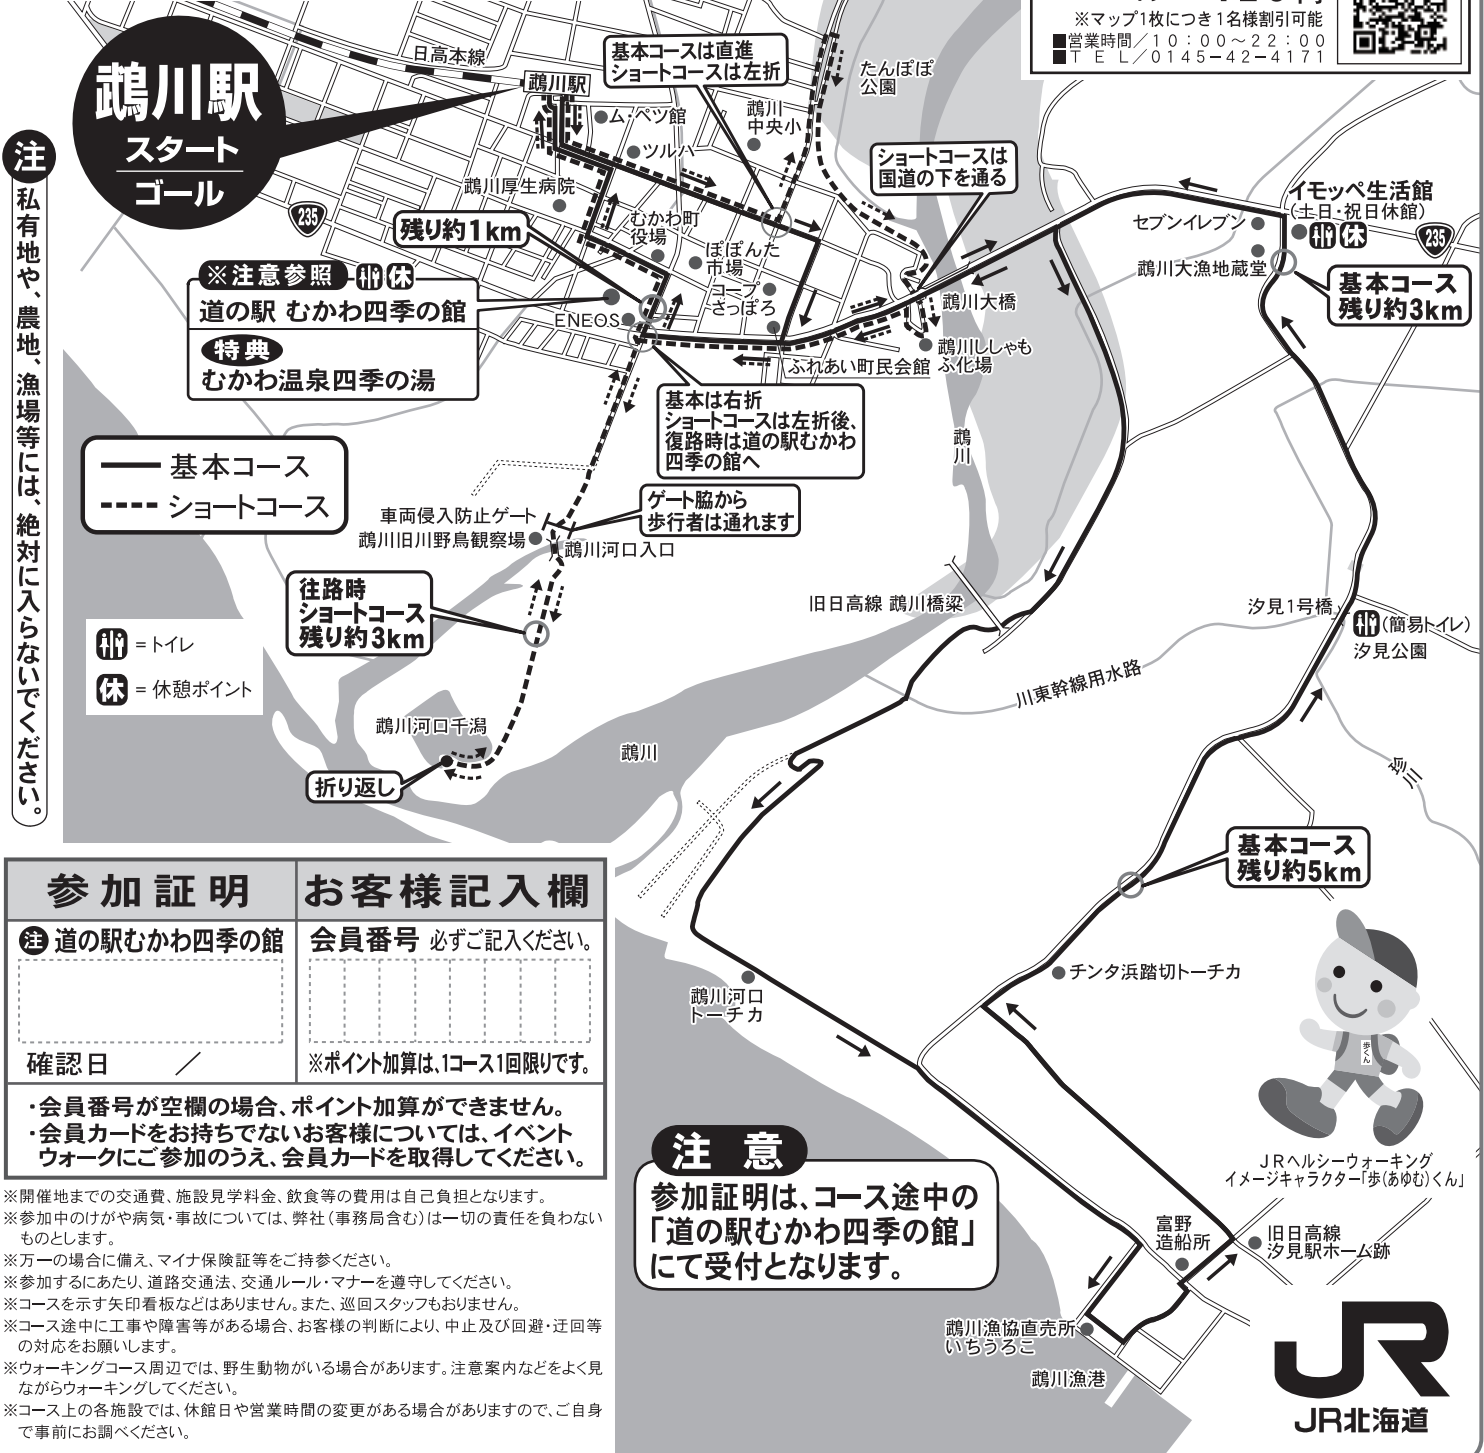 ※マップ1枚につき1名様割引可能
■営業時間／10：00～22：00
■TEL／0145-42-4171
鵡川駅
スタート
ゴール
日高本線
鵡川駅
基本コースは直進
ショートコースは左折
たんぽぽ
公園
ム・ペツ館
鵡川
中央小
ツルハ
ショートコースは
国道の下を通る
鵡川厚生病院
235
残り約1km
むかわ町
役場
ぽぽんた
市場
コープ
さっぽろ
セブンイレブン
イモッペ生活館
(土日・祝日休館)
休
235
鵡川大漁地蔵堂
基本コース
残り約3km
※注意参照 休
道の駅 むかわ四季の館
特典
むかわ温泉四季の湯
ENEOS
鵡川大橋
鵡川ししゃも
ふ化場
ふれあい町民会館
基本は右折
ショートコースは左折後、
復路時は道の駅むかわ
四季の館へ
鵡川
基本コース
ショートコース
ゲート脇から
歩行者は通れます
車両侵入防止ゲート
鵡川旧川野鳥観察場
鵡川河口入口
往路時
ショートコース
残り約3km
旧日高線 鵡川橋梁
汐見1号橋
(簡易トイレ)
汐見公園
川東幹線用水路
=トイレ
休 =休憩ポイント
鵡川河口干潟
折り返し
鵡川
珍川
基本コース
残り約5km
注
私有地や、農地、漁場等には、絶対に入らないでください。
チンタ浜踏切トーチカ
鵡川河口
トーチカ
歩くん
JRヘルシーウォーキング
イメージキャラクター「歩(あゆむ)くん」
富野
造船所
旧日高線
汐見駅ホーム跡
鵡川漁協直売所
いちうろこ
鵡川漁港
注意
参加証明は、コース途中の
「道の駅むかわ四季の館」
にて受付となります。
参加証明
お客様記入欄
注 道の駅むかわ四季の館
会員番号 必ずご記入ください。
確認日 ／
※ポイント加算は、1コース1回限りです。
・会員番号が空欄の場合、ポイント加算ができません。
・会員カードをお持ちでないお客様については、イベント
ウォークにご参加のうえ、会員カードを取得してください。
※開催地までの交通費、施設見学料金、飲食等の費用は自己負担となります。
※参加中のけがや病気・事故については、弊社（事務局含む）は一切の責任を負わない
ものとします。
※万一の場合に備え、マイナ保険証等をご持参ください。
※参加するにあたり、道路交通法、交通ルール・マナーを遵守してください。
※コースを示す矢印看板などはありません。また、巡回スタッフもおりません。
※コース途中に工事や障害等がある場合、お客様の判断により、中止及び回避・迂回等
の対応をお願いします。
※ウォーキングコース周辺では、野生動物がいる場合があります。注意案内などをよく見
ながらウォーキングしてください。
※コース上の各施設では、休館日や営業時間の変更がある場合がありますので、ご自身
で事前にお調べください。
JR
JR北海道